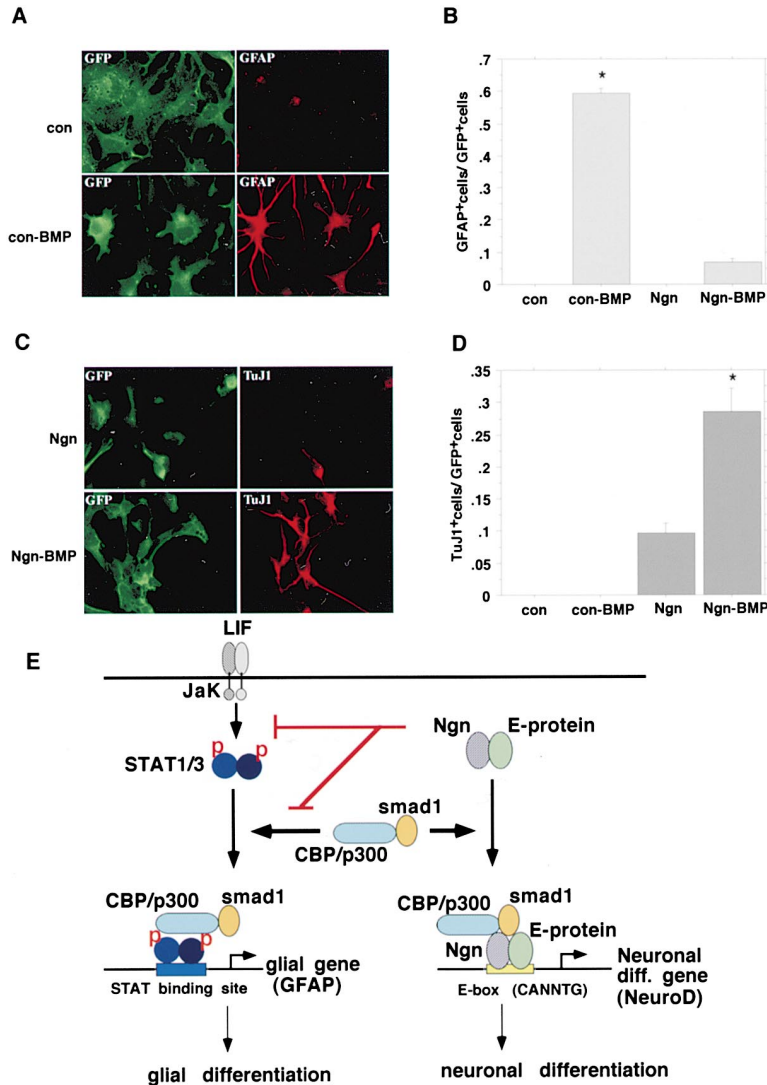 A
GFP
GFAP
con
GFP
GFAP
con-BMP
B
GFAP+cells/ GFP+cells
.7
.6
.5
.4
.3
.2
.1
0
*
con
con-BMP
Ngn
Ngn-BMP
C
GFP
TuJ1
Ngn
GFP
TuJ1
Ngn-BMP
D
TuJ1+cells/ GFP+cells
.35
.3
.25
.2
.15
.1
.05
0
*
con
con-BMP
Ngn
Ngn-BMP
E
LIF
JaK
p p
STAT1/3
Ngn
E-protein
smad1
CBP/p300
CBP/p300
smad1
p p
glial gene
(GFAP)
STAT binding site
glial differentiation
CBP/p300
smad1
E-protein
Ngn
Neuronal
diff. gene
(NeuroD)
E-box (CANNTG)
neuronal differentiation